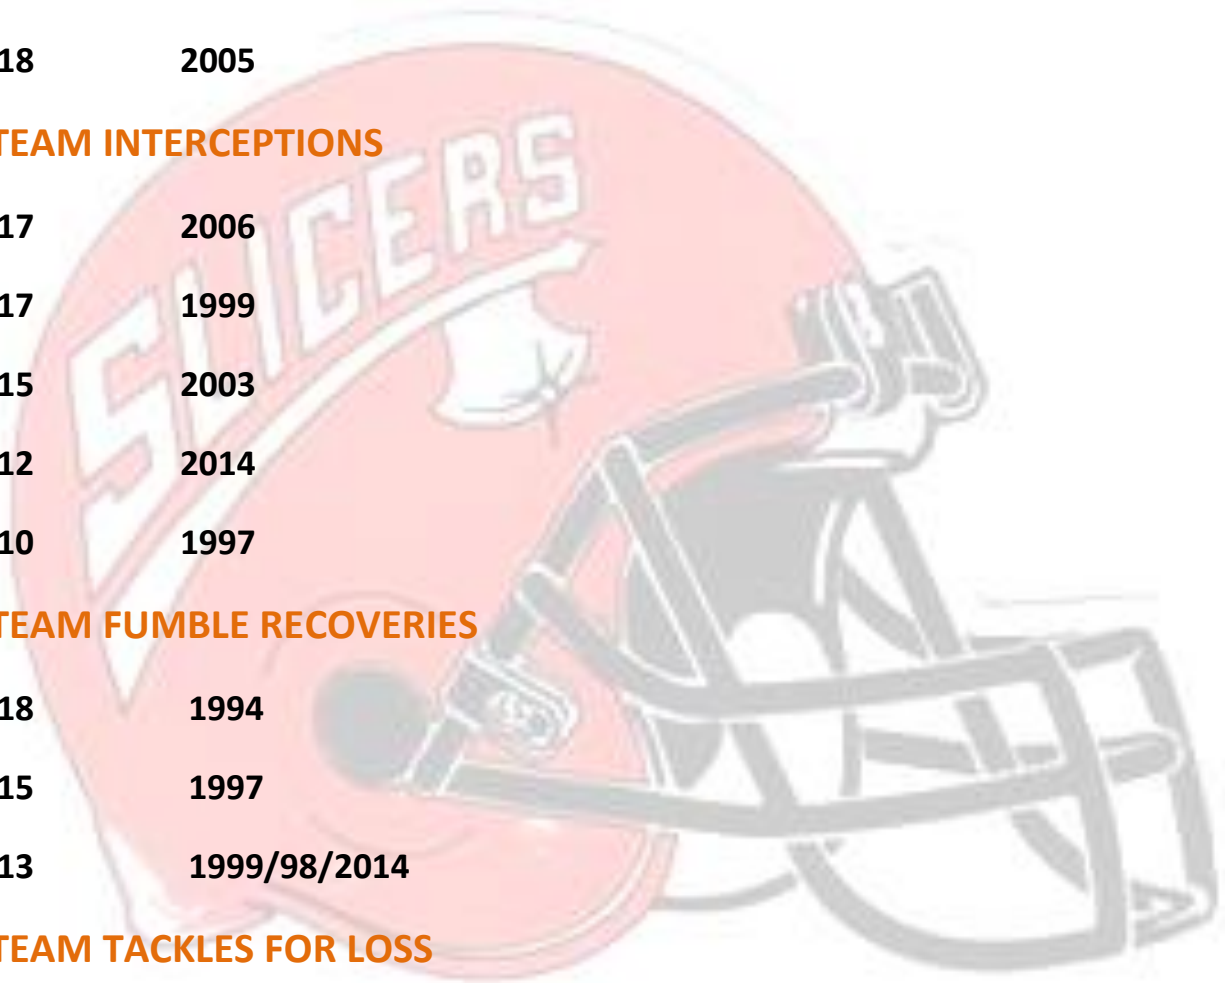 18 2005
TEAM INTERCEPTIONS
17 2006
17 1999
15 2003
12 2014
10 1997
TEAM FUMBLE RECOVERIES
18 1994
15 1997
13 1999/98/2014
TEAM TACKLES FOR LOSS
SLICERS